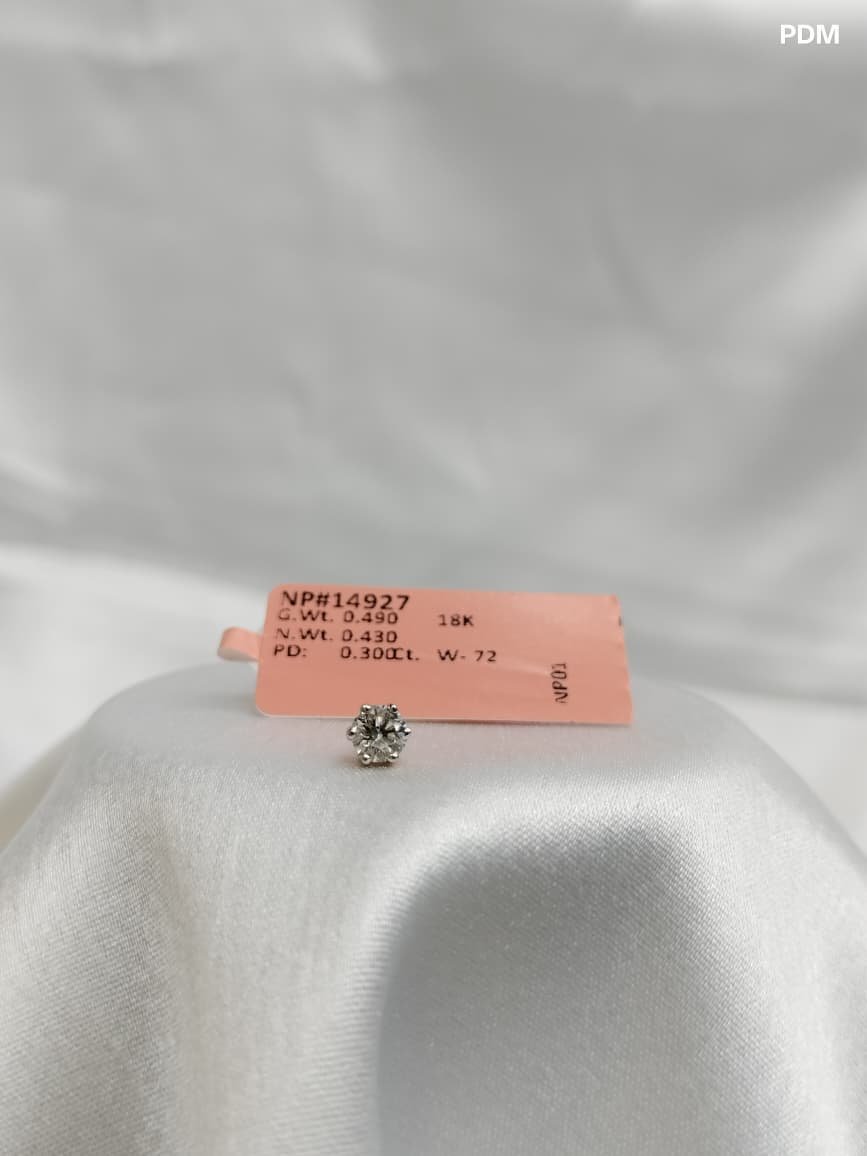 PDM
NP#14927
G.Wt. 0.490 18K
N.Wt. 0.430
PD: 0.300Ct. W- 72
NP01